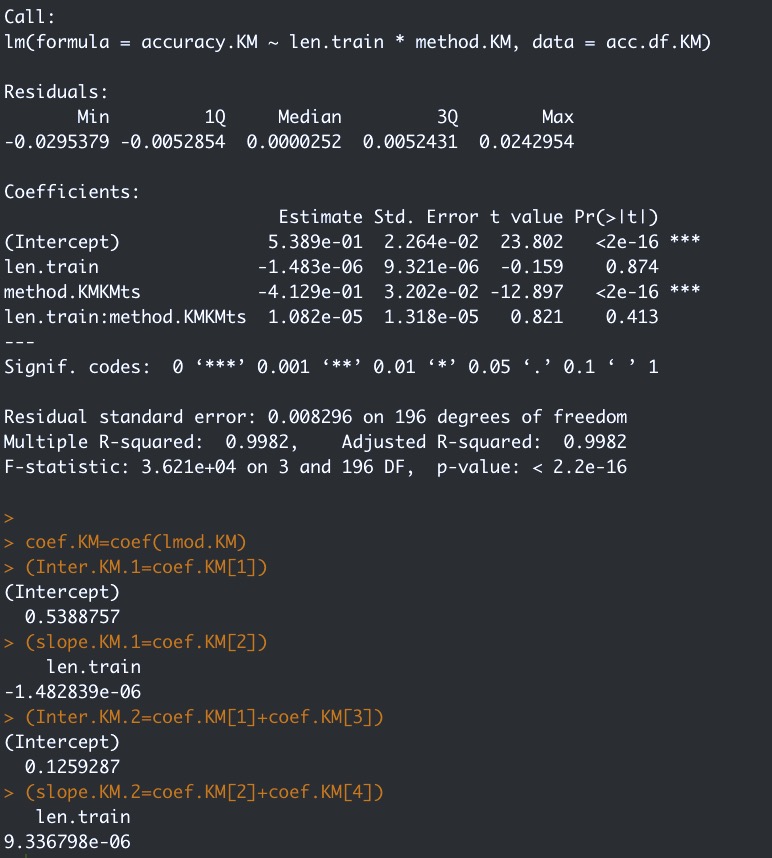 Call:
lm(formula = accuracy.KM ~ len.train * method.KM, data = acc.df.KM)
Residuals:
Min 1Q Median 3Q Max
-0.0295379 -0.0052854 0.0000252 0.0052431 0.0242954
Coefficients:
Estimate Std. Error t value Pr(>|t|)
(Intercept) 5.389e-01 2.264e-02 23.802 <2e-16 ***
len.train -1.483e-06 9.321e-06 -0.159 0.874
method.KMKMts -4.129e-01 3.202e-02 -12.897 <2e-16 ***
len.train:method.KMKMts 1.082e-05 1.318e-05 0.821 0.413
---
Signif. codes: 0 ‘***’ 0.001 ‘**’ 0.01 ‘*’ 0.05 ‘.’ 0.1 ‘ ’ 1
Residual standard error: 0.008296 on 196 degrees of freedom
Multiple R-squared: 0.9982, Adjusted R-squared: 0.9982
F-statistic: 3.621e+04 on 3 and 196 DF, p-value: < 2.2e-16
>
> coef.KM=coef(lmod.KM)
> (Inter.KM.1=coef.KM[1])
(Intercept)
0.5388757
> (slope.KM.1=coef.KM[2])
len.train
-1.482839e-06
> (Inter.KM.2=coef.KM[1]+coef.KM[3])
(Intercept)
0.1259287
> (slope.KM.2=coef.KM[2]+coef.KM[4])
len.train
9.336798e-06